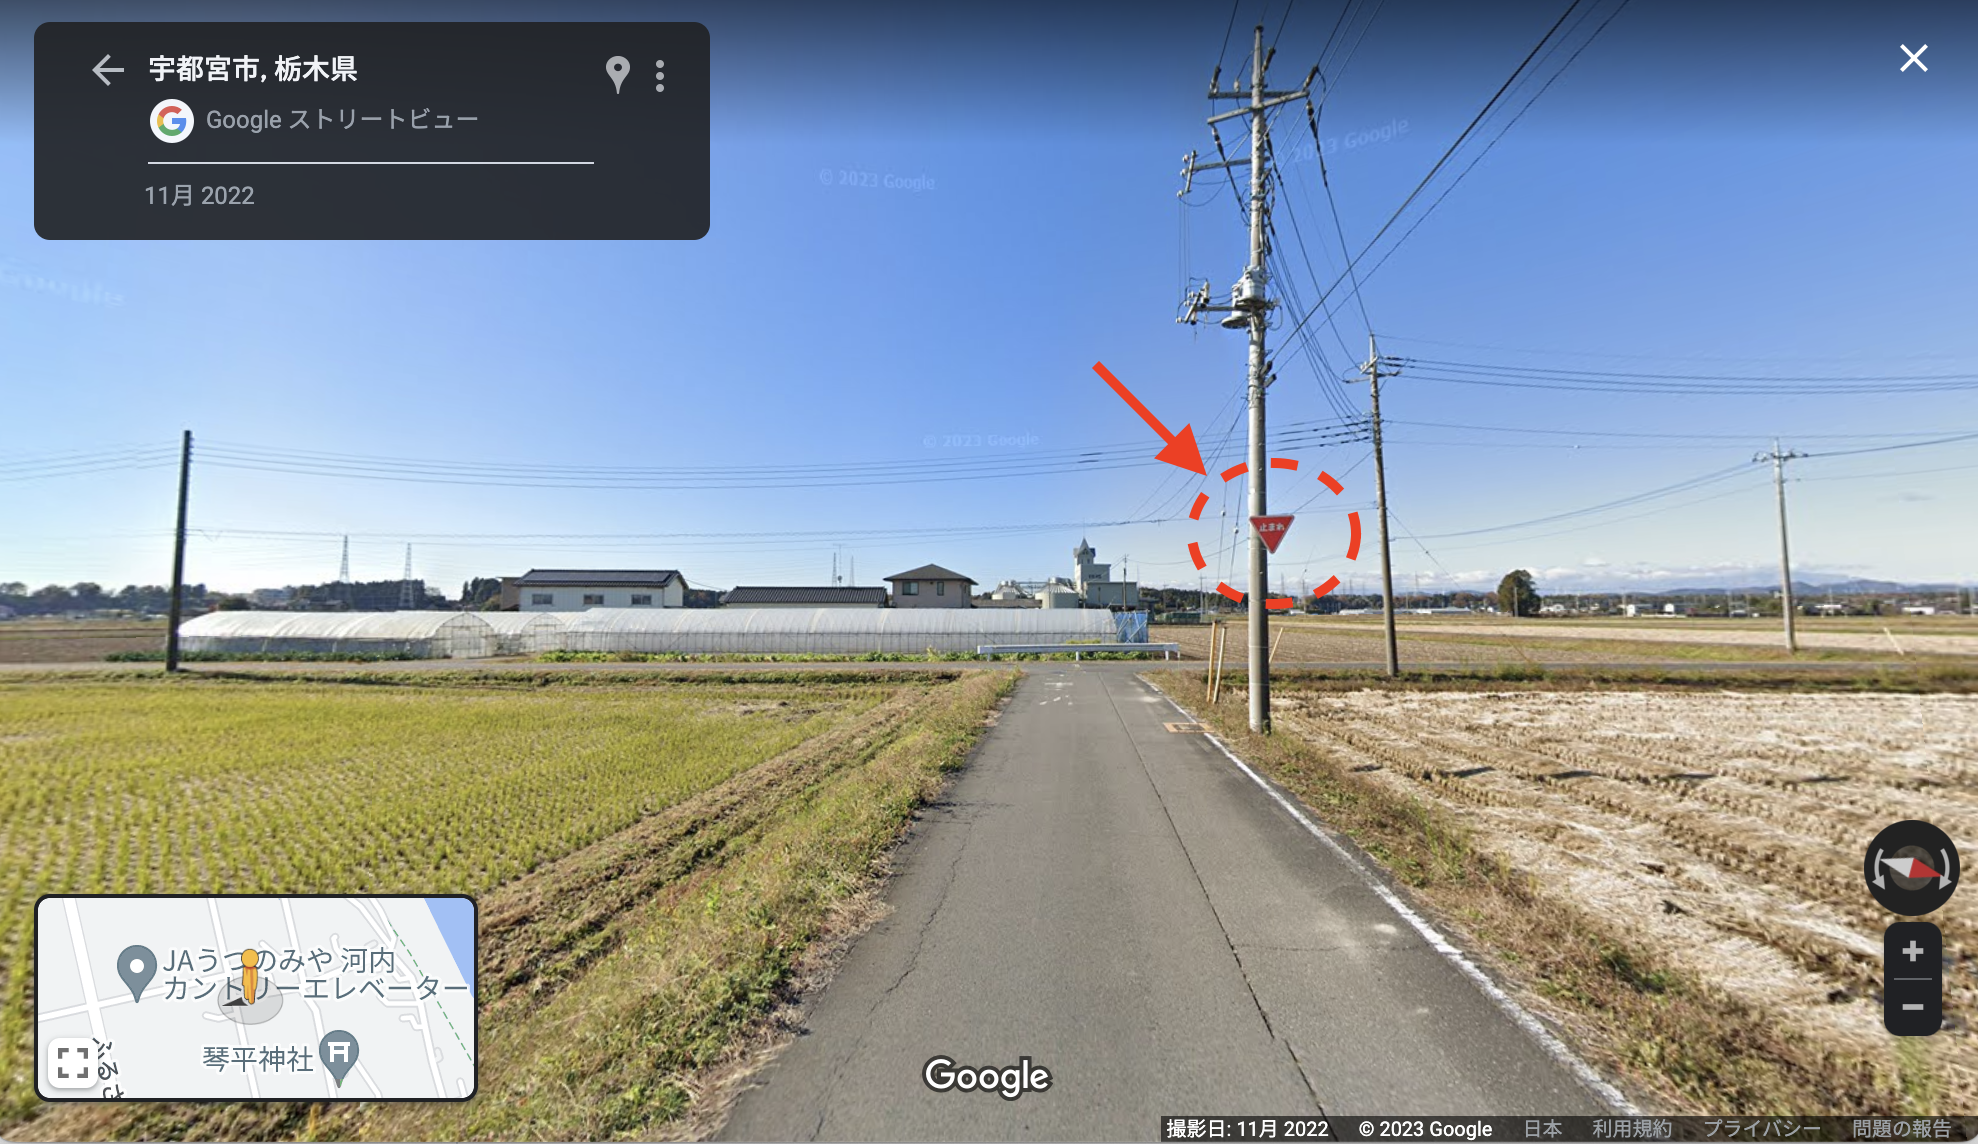 宇都宮市, 栃木県
Google ストリートビュー
11月 2022
© 2023 Google
© 2023 Google
© 2023 Google
Google
止まれ
JAうつのみや 河内
カントリーエレベーター
琴平神社
ふるさ
Google
撮影日: 11月 2022 © 2023 Google 日本 利用規約 プライバシー 問題の報告